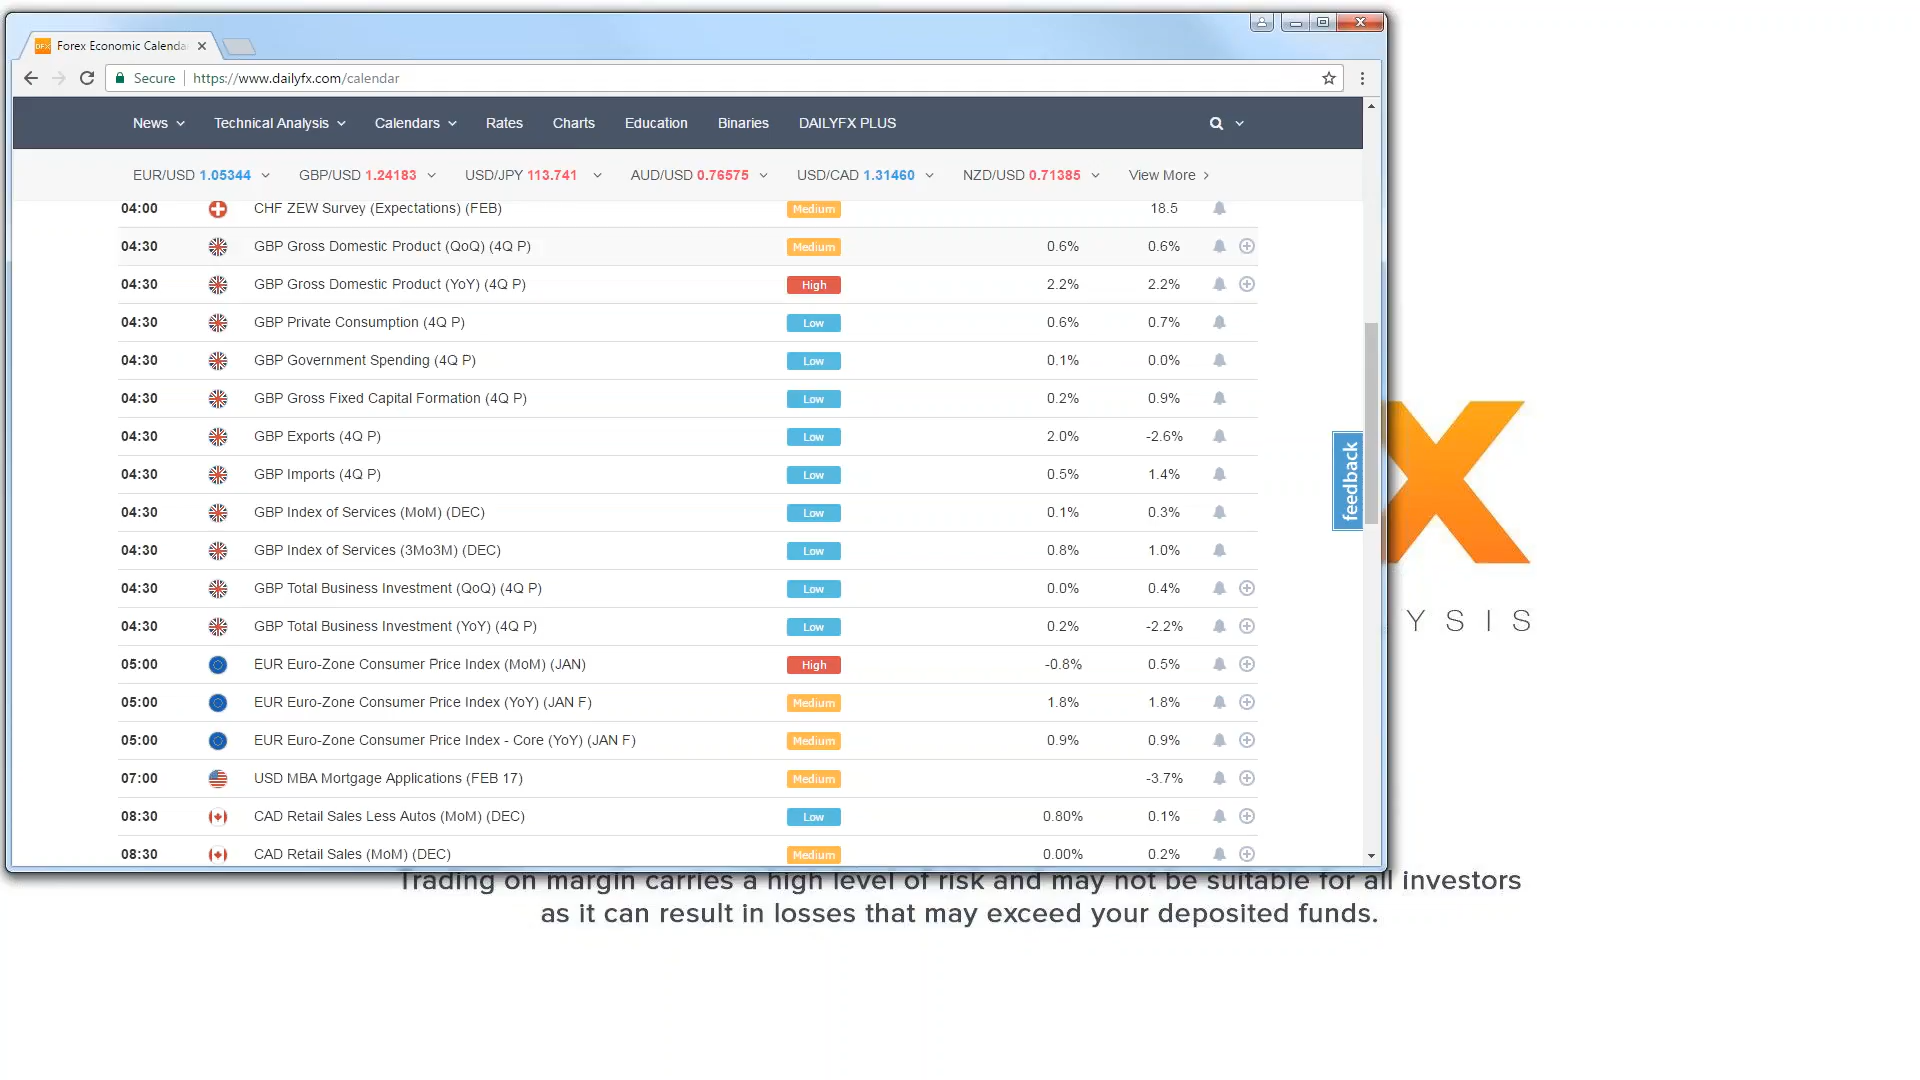 Forex Economic Calenda
Secure https://www.dailyfx.com/calendar
News Technical Analysis Calendars Rates Charts Education Binaries DAILYFX PLUS
EUR/USD 1.05344 GBP/USD 1.24183 USD/JPY 113.741 AUD/USD 0.76575 USD/CAD 1.31460 NZD/USD 0.71385 View More
04:00 CHF ZEW Survey (Expectations) (FEB) Medium 18.5
04:30 GBP Gross Domestic Product (QoQ) (4Q P) Medium 0.6% 0.6%
04:30 GBP Gross Domestic Product (YoY) (4Q P) High 2.2% 2.2%
04:30 GBP Private Consumption (4Q P) Low 0.6% 0.7%
04:30 GBP Government Spending (4Q P) Low 0.1% 0.0%
04:30 GBP Gross Fixed Capital Formation (4Q P) Low 0.2% 0.9%
04:30 GBP Exports (4Q P) Low 2.0% -2.6%
04:30 GBP Imports (4Q P) Low 0.5% 1.4%
04:30 GBP Index of Services (MoM) (DEC) Low 0.1% 0.3%
04:30 GBP Index of Services (3Mo3M) (DEC) Low 0.8% 1.0%
04:30 GBP Total Business Investment (QoQ) (4Q P) Low 0.0% 0.4%
04:30 GBP Total Business Investment (YoY) (4Q P) Low 0.2% -2.2%
05:00 EUR Euro-Zone Consumer Price Index (MoM) (JAN) High -0.8% 0.5%
05:00 EUR Euro-Zone Consumer Price Index (YoY) (JAN F) Medium 1.8% 1.8%
05:00 EUR Euro-Zone Consumer Price Index - Core (YoY) (JAN F) Medium 0.9% 0.9%
07:00 USD MBA Mortgage Applications (FEB 17) Medium -3.7%
08:30 CAD Retail Sales Less Autos (MoM) (DEC) Low 0.80% 0.1%
08:30 CAD Retail Sales (MoM) (DEC) Medium 0.00% 0.2%
feedback
X
YSIS
Trading on margin carries a high level of risk and may not be suitable for all investors
as it can result in losses that may exceed your deposited funds.